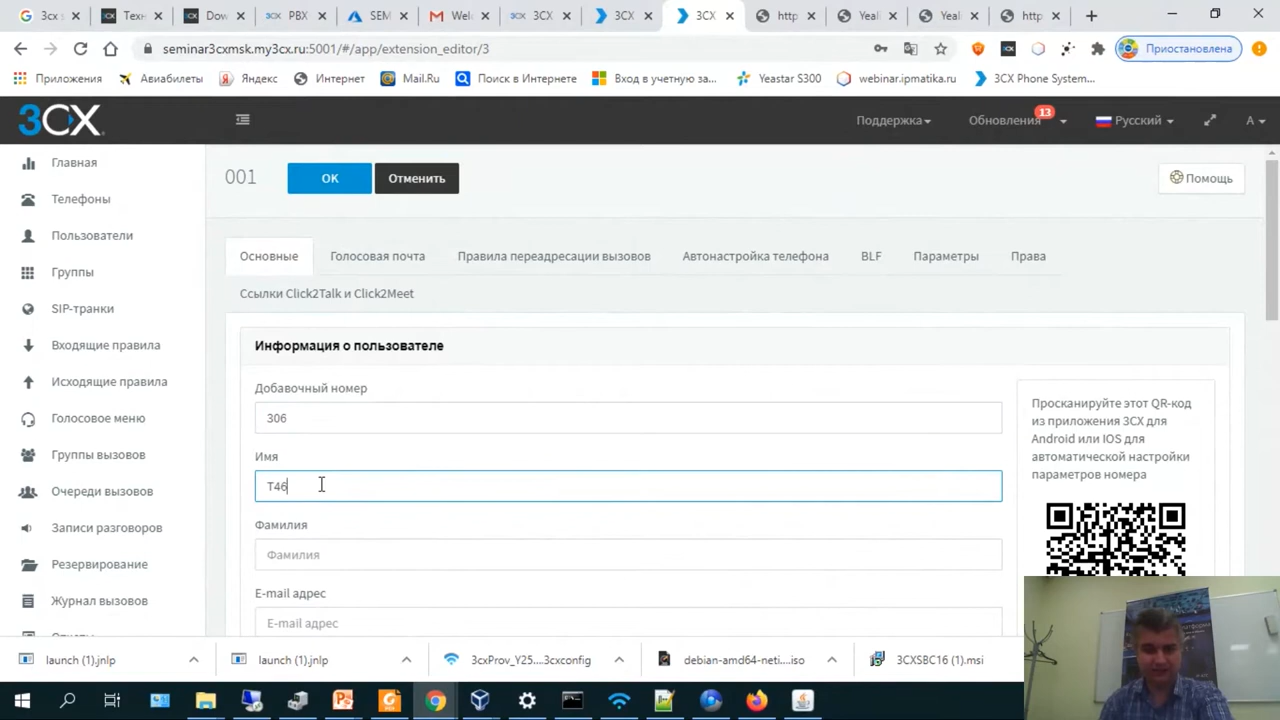 3cx s
Техн
Dow
PBX
SEM
Wel
3CX
3CX
3CX
http
Yeal
Yeal
http
seminar3cxmsk.my3cx.ru:5001/#/app/extension_editor/3
Приостановлена
Приложения
Авиабилеты
Яндекс
Интернет
Mail.Ru
Поиск в Интернете
Вход в учетную за...
Yeastar S300
webinar.ipmatika.ru
3CX Phone System...
3CX
Поддержка
Обновления 13
Русский
A
Главная
Телефоны
Пользователи
Группы
SIP-транки
Входящие правила
Исходящие правила
Голосовое меню
Группы вызовов
Очереди вызовов
Записи разговоров
Резервирование
Журнал вызовов
Отчеты
001
OK
Отменить
Помощь
Основные
Голосовая почта
Правила переадресации вызовов
Автонастройка телефона
BLF
Параметры
Права
Ссылки Click2Talk и Click2Meet
Информация о пользователе
Добавочный номер
306
Имя
T46
Фамилия
Фамилия
E-mail адрес
E-mail адрес
Просканируйте этот QR-код
из приложения 3CX для
Android или IOS для
автоматической настройки
параметров номера
launch (1).jnlp
launch (1).jnlp
3cxProv_Y25....3cxconfig
debian-amd64-neti....iso
3CXSBC16 (1).msi